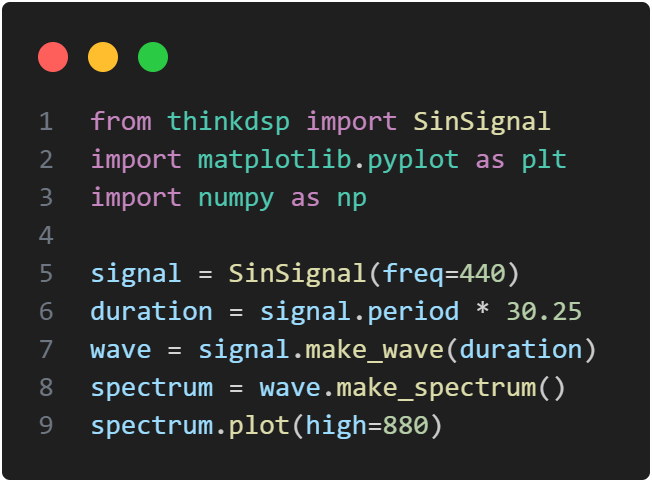 1 from thinkdsp import SinSignal
2 import matplotlib.pyplot as plt
3 import numpy as np
4
5 signal = SinSignal(freq=440)
6 duration = signal.period * 30.25
7 wave = signal.make_wave(duration)
8 spectrum = wave.make_spectrum()
9 spectrum.plot(high=880)